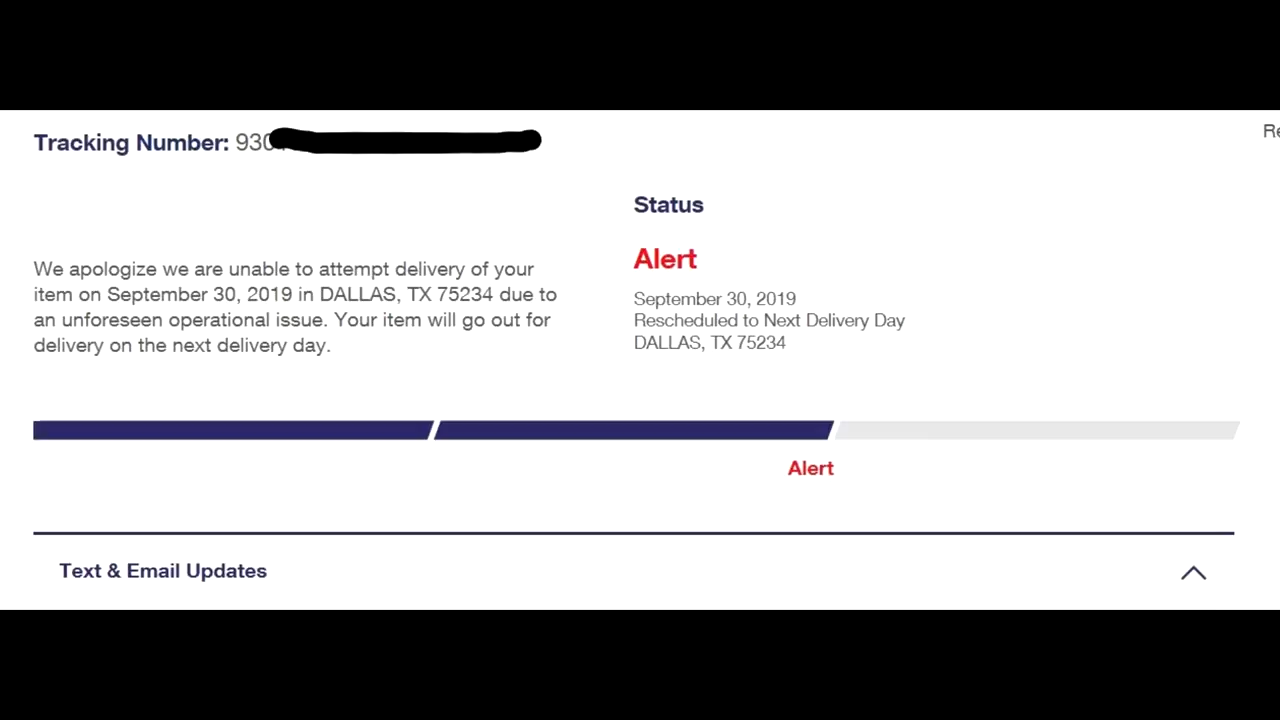 Tracking Number: 930
Re
Status
Alert
We apologize we are unable to attempt delivery of your
item on September 30, 2019 in DALLAS, TX 75234 due to
an unforeseen operational issue. Your item will go out for
delivery on the next delivery day.
September 30, 2019
Rescheduled to Next Delivery Day
DALLAS, TX 75234
Alert
Text & Email Updates